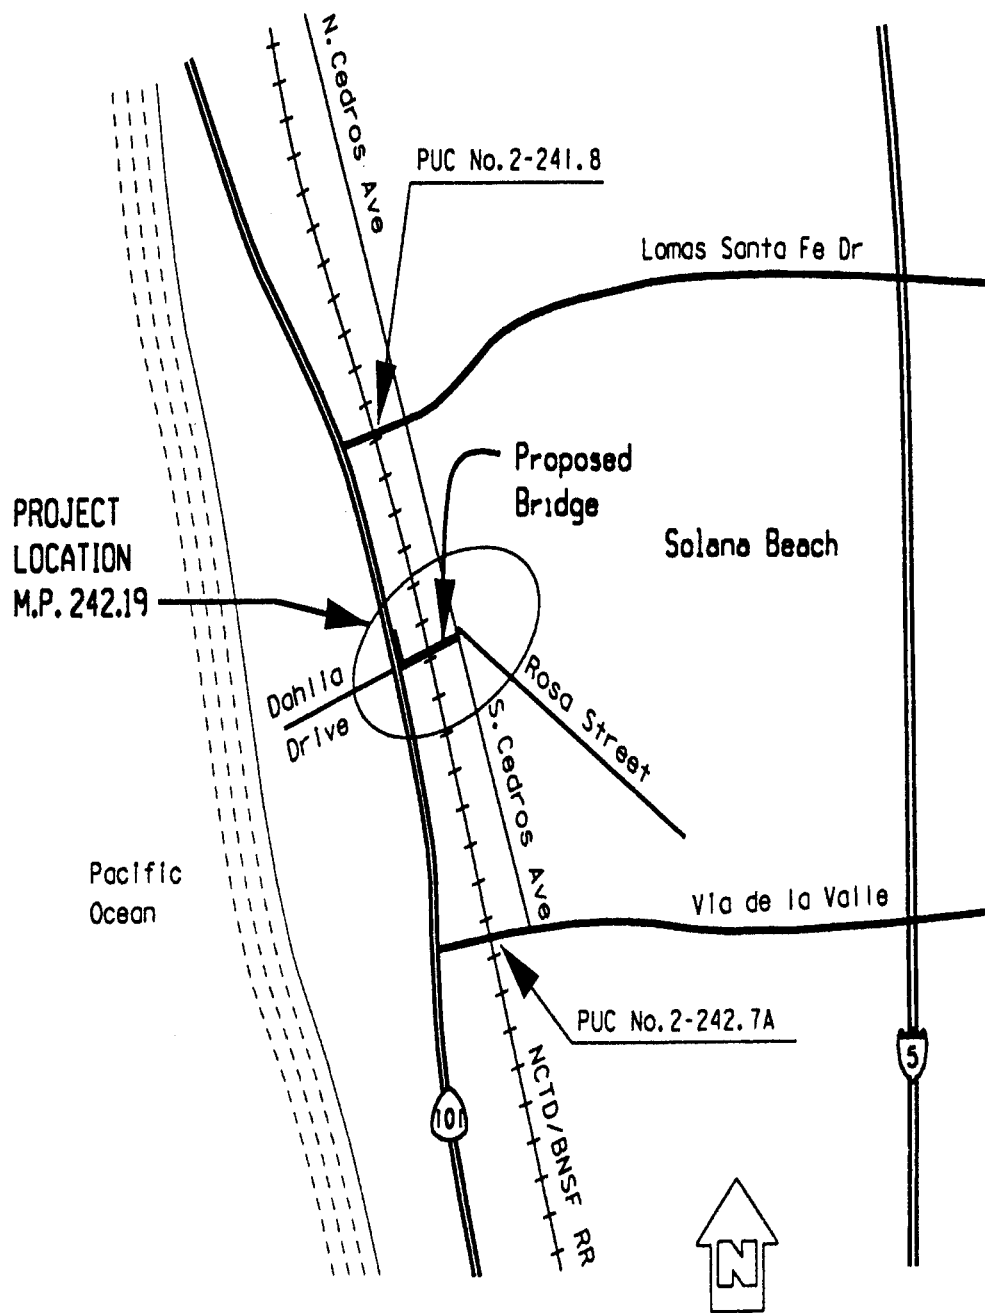 N. Cedros Ave
PUC No. 2-241.8
Lomas Santa Fe Dr
Proposed
Bridge
PROJECT
LOCATION
M.P. 242.19
Solana Beach
Dahlia
Drive
Rosa Street
S. Cedros Ave
Pacific
Ocean
Via de la Valle
PUC No. 2-242.7A
5
NCTD/BNSF RR
101
N